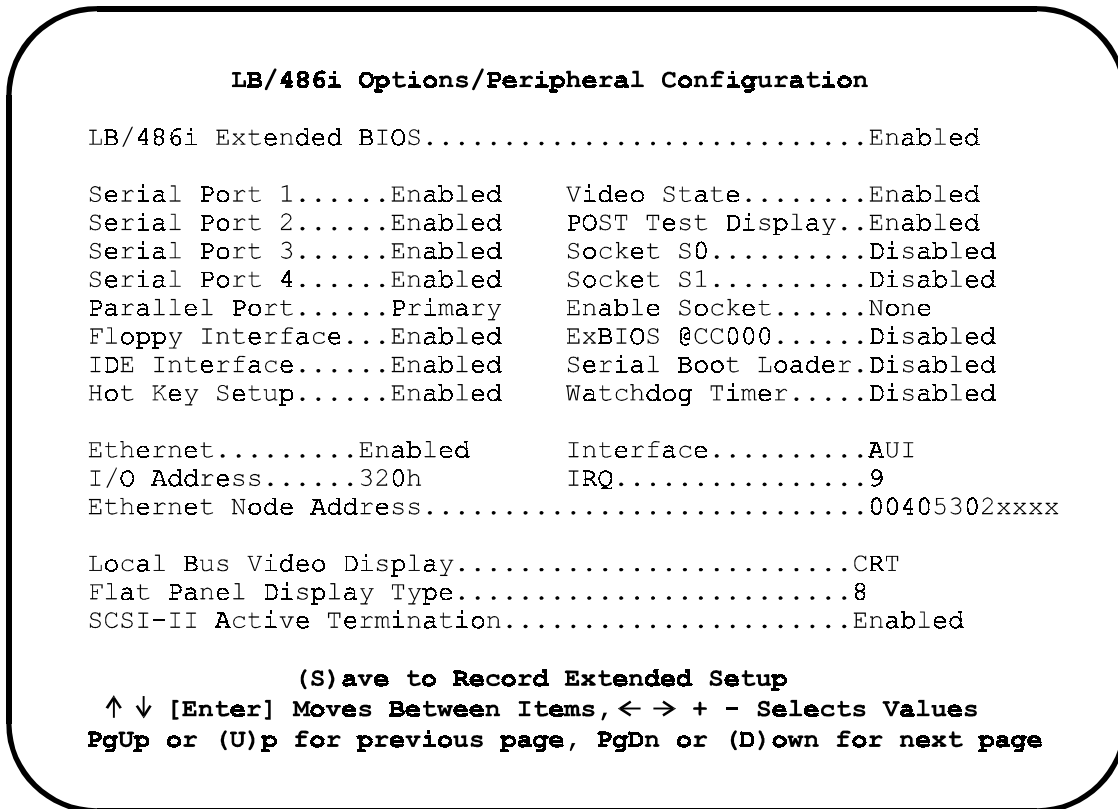 LB/486i Options/Peripheral Configuration
LB/486i Extended BIOS............................Enabled
Serial Port 1......Enabled    Video State........Enabled
Serial Port 2......Enabled    POST Test Display..Enabled
Serial Port 3......Enabled    Socket S0..........Disabled
Serial Port 4......Enabled    Socket S1..........Disabled
Parallel Port......Primary    Enable Socket......None
Floppy Interface...Enabled    ExBIOS @CC000......Disabled
IDE Interface......Enabled    Serial Boot Loader.Disabled
Hot Key Setup......Enabled    Watchdog Timer.....Disabled
Ethernet.........Enabled      Interface..........AUI
I/O Address......320h         IRQ................9
Ethernet Node Address............................00405302xxxx
Local Bus Video Display.........................CRT
Flat Panel Display Type.........................8
SCSI-II Active Termination......................Enabled
(S)ave to Record Extended Setup
↑ ↓ [Enter] Moves Between Items, ← → + - Selects Values
PgUp or (U)p for previous page, PgDn or (D)own for next page